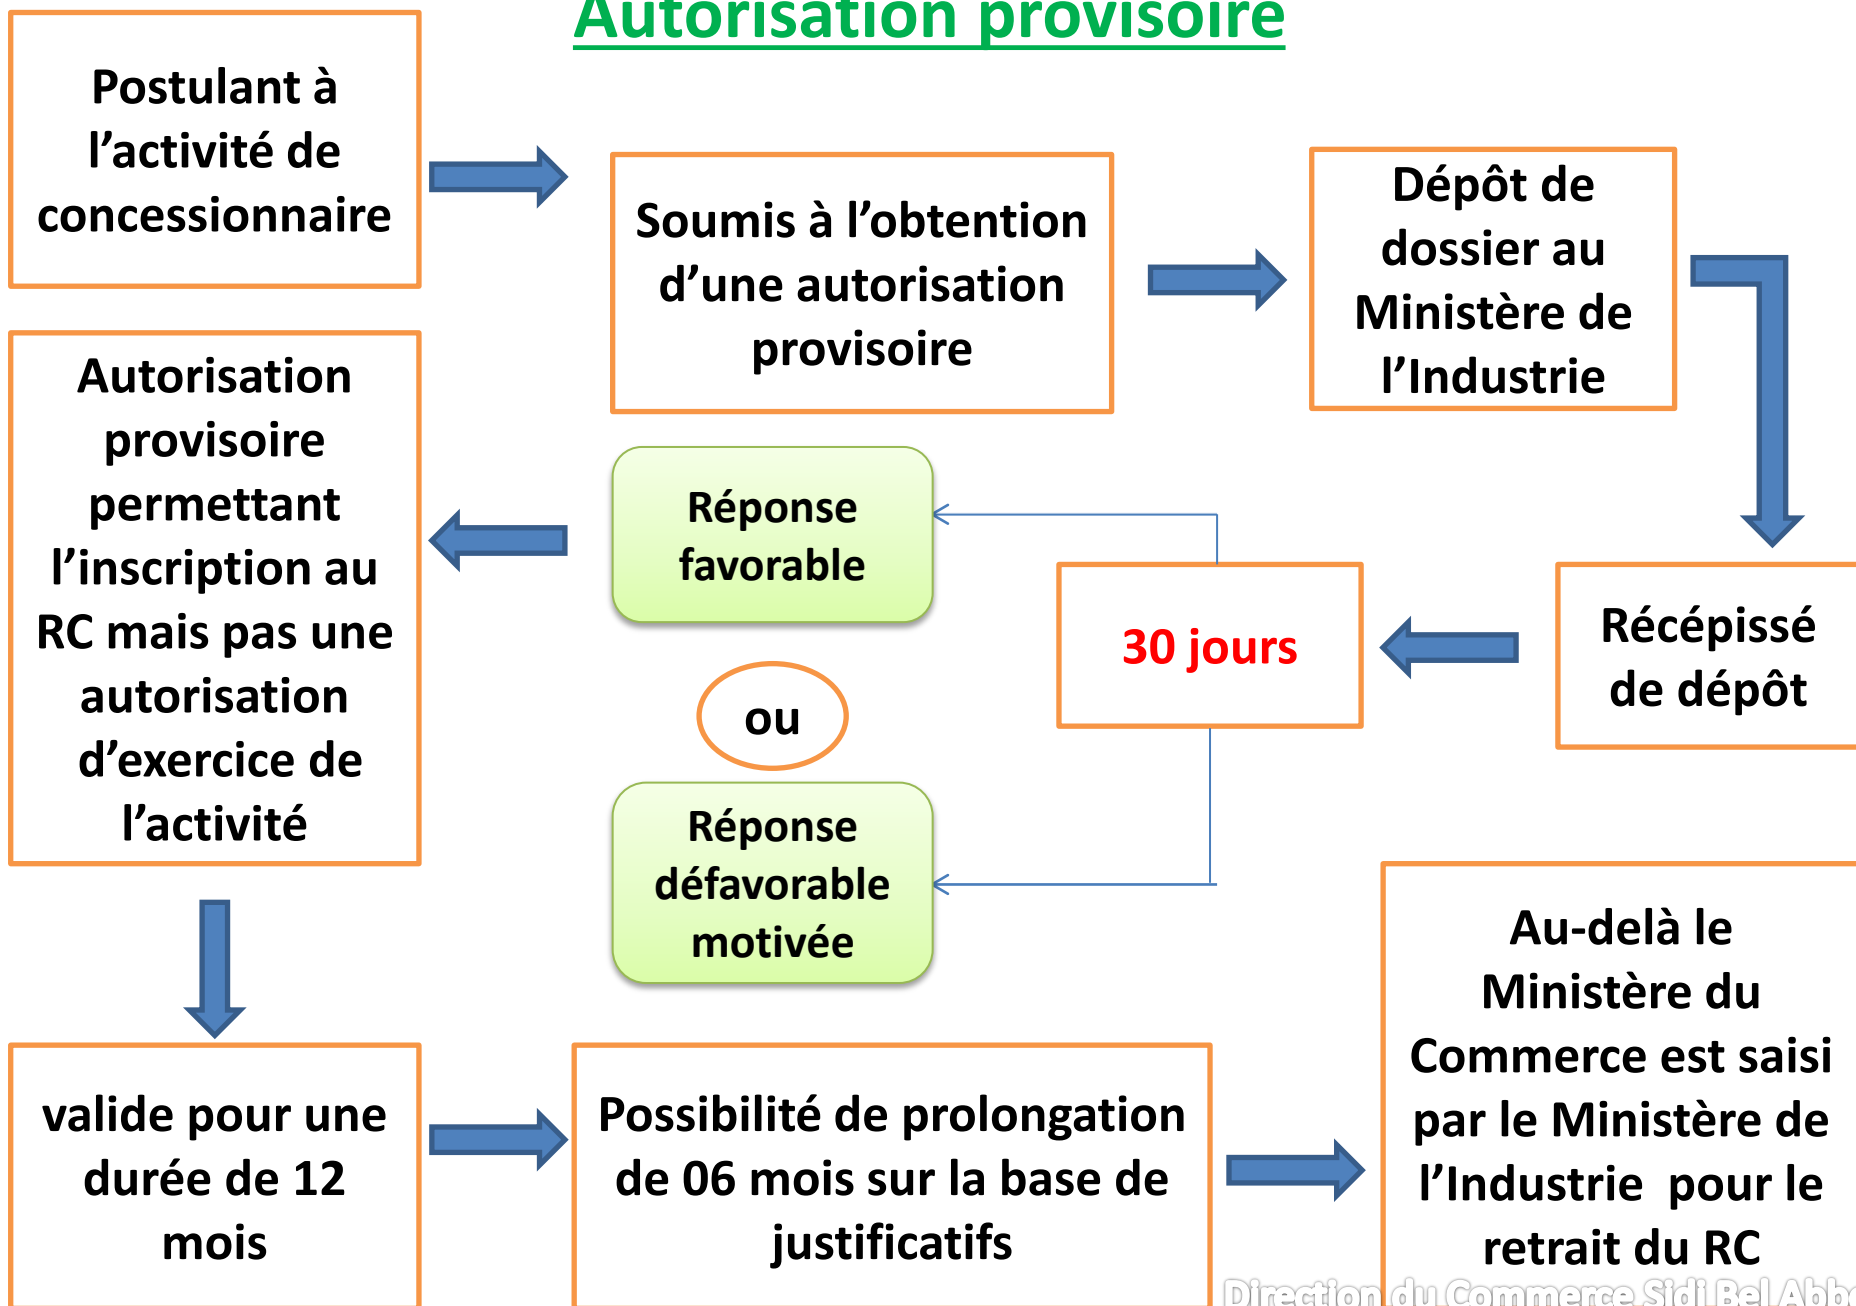 Autorisation provisoire
Postulant à
l’activité de
concessionnaire
Soumis à l’obtention
d’une autorisation
provisoire
Dépôt de
dossier au
Ministère de
l’Industrie
Récépissé
de dépôt
30 jours
Réponse
favorable
ou
Réponse
défavorable
motivée
Autorisation
provisoire
permettant
l’inscription au
RC mais pas une
autorisation
d’exercice de
l’activité
valide pour une
durée de 12
mois
Possibilité de prolongation
de 06 mois sur la base de
justificatifs
Au-delà le
Ministère du
Commerce est saisi
par le Ministère de
l’Industrie  pour le
retrait du RC
Direction du Commerce Sidi Bel